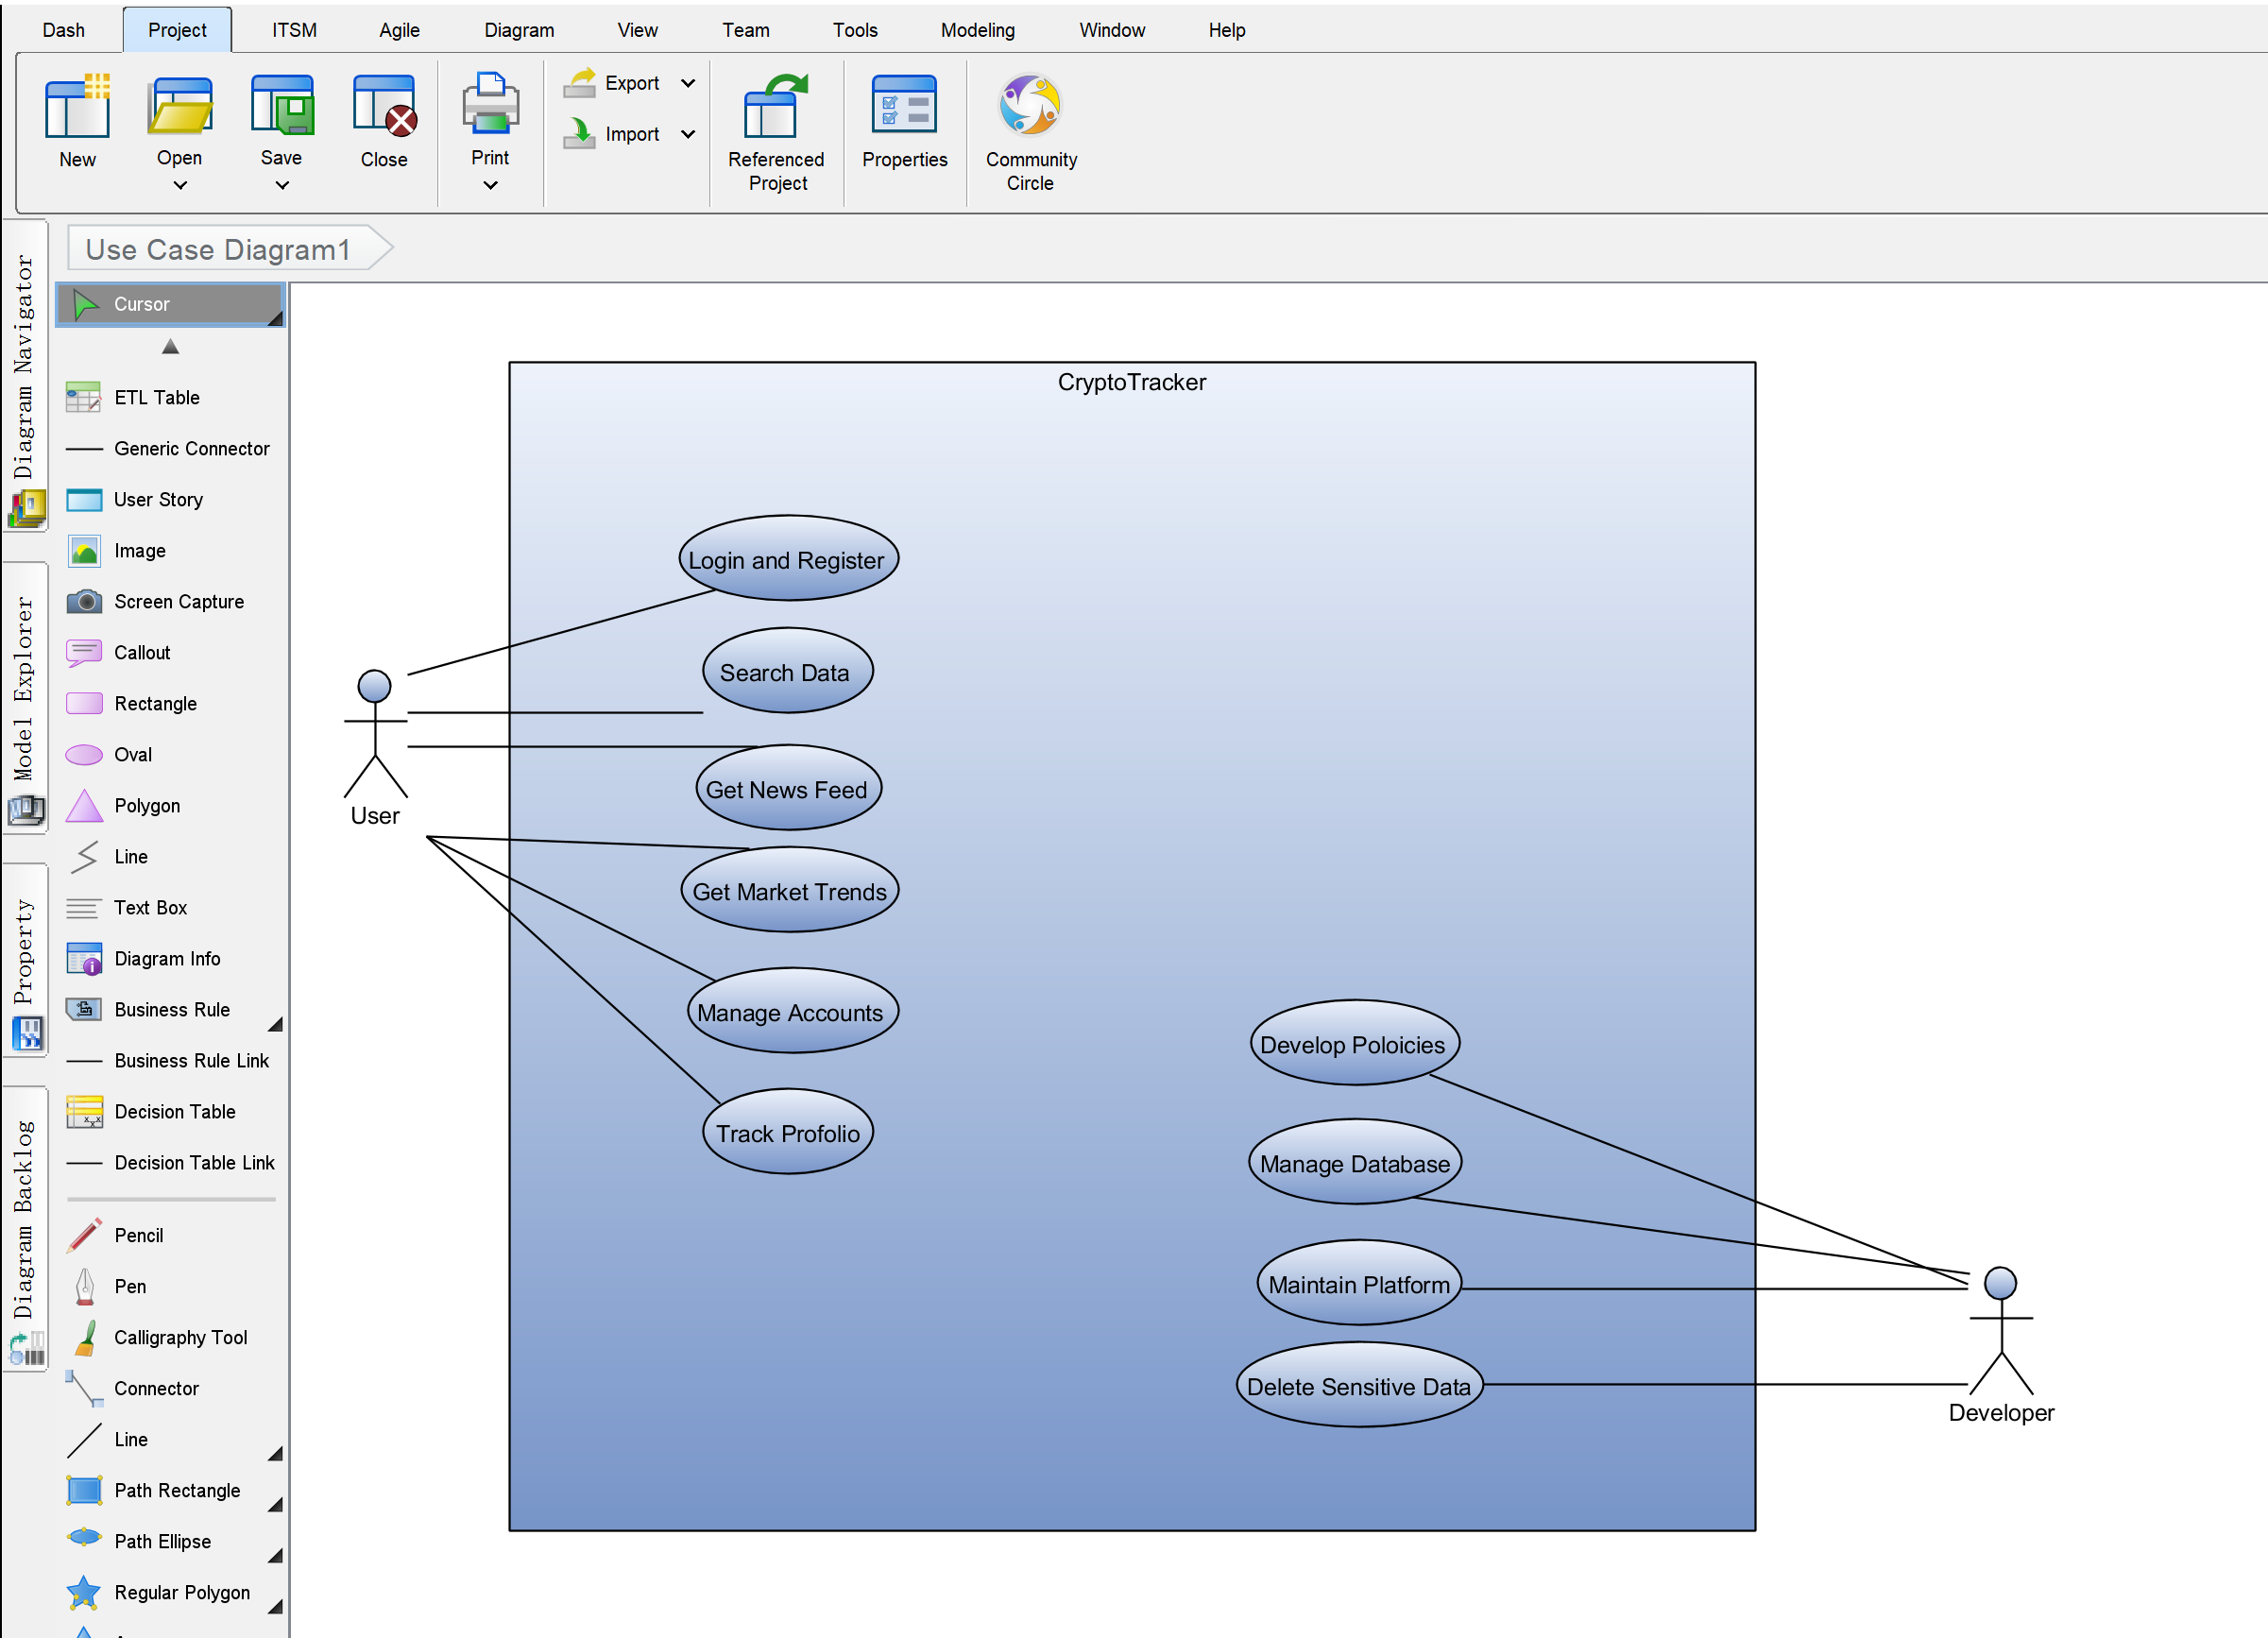 Dash Project ITSM Agile Diagram View Team Tools Modeling Window Help
New Open Save Close Print Export Import Referenced Project Properties Community Circle
Use Case Diagram1
Diagram Navigator
Model Explorer
Property
Diagram Backlog
Cursor
ETL Table
Generic Connector
User Story
Image
Screen Capture
Callout
Rectangle
Oval
Polygon
Line
Text Box
Diagram Info
Business Rule
Business Rule Link
Decision Table
Decision Table Link
Pencil
Pen
Calligraphy Tool
Connector
Line
Path Rectangle
Path Ellipse
Regular Polygon
CryptoTracker
Login and Register
Search Data
Get News Feed
User
Get Market Trends
Manage Accounts
Track Profolio
Develop Poloicies
Manage Database
Maintain Platform
Delete Sensitive Data
Developer